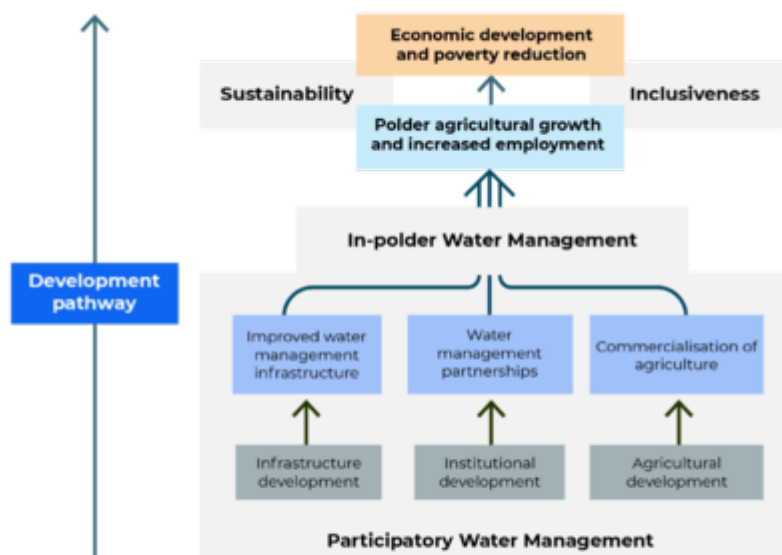 Economic development
and poverty reduction
Sustainability
Inclusiveness
Polder agricultural growth
and increased employment
In-polder Water Management
Development
pathway
Improved water
management
infrastructure
Water
management
partnerships
Commercialisation of
agriculture
Infrastructure
development
Institutional
development
Agricultural
development
Participatory Water Management